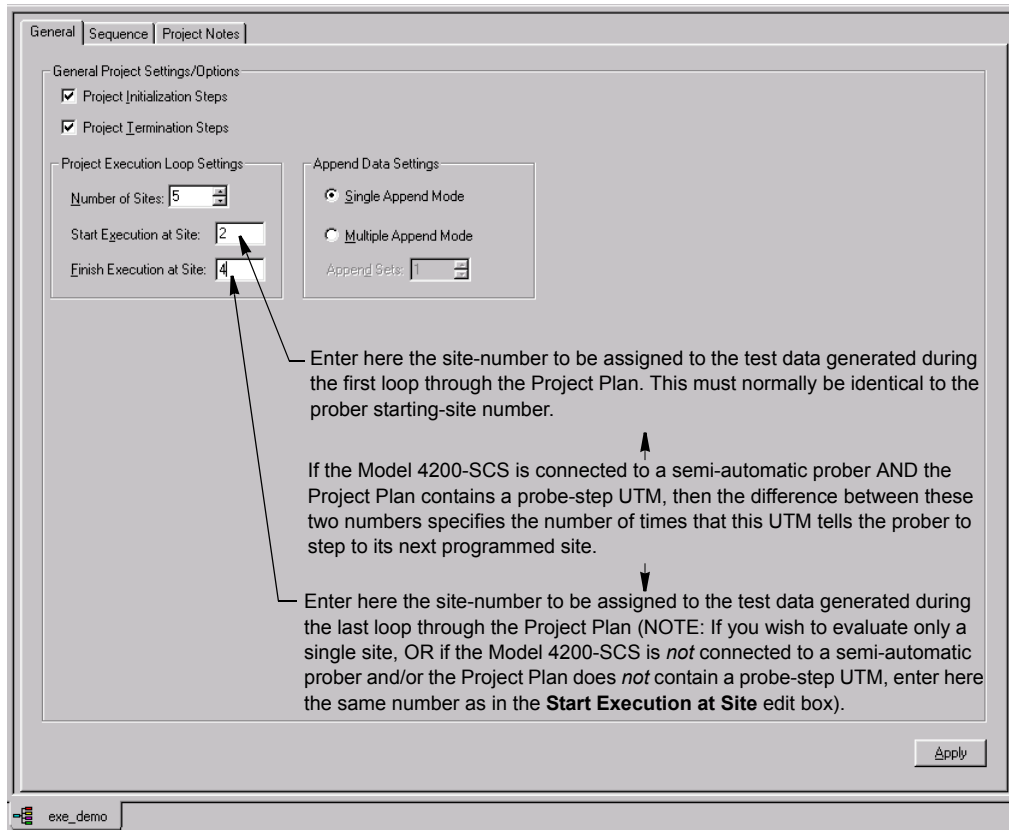 General Sequence Project Notes
General Project Settings/Options
Project Initialization Steps
Project Termination Steps
Project Execution Loop Settings
Number of Sites: 5
Start Execution at Site: 2
Finish Execution at Site: 4
Append Data Settings
Single Append Mode
Multiple Append Mode
Append Sets: 1
Enter here the site-number to be assigned to the test data generated during
the first loop through the Project Plan. This must normally be identical to the
prober starting-site number.
If the Model 4200-SCS is connected to a semi-automatic prober AND the
Project Plan contains a probe-step UTM, then the difference between these
two numbers specifies the number of times that this UTM tells the prober to
step to its next programmed site.
Enter here the site-number to be assigned to the test data generated during
the last loop through the Project Plan (NOTE: If you wish to evaluate only a
single site, OR if the Model 4200-SCS is not connected to a semi-automatic
prober and/or the Project Plan does not contain a probe-step UTM, enter here
the same number as in the Start Execution at Site edit box).
Apply
exe_demo